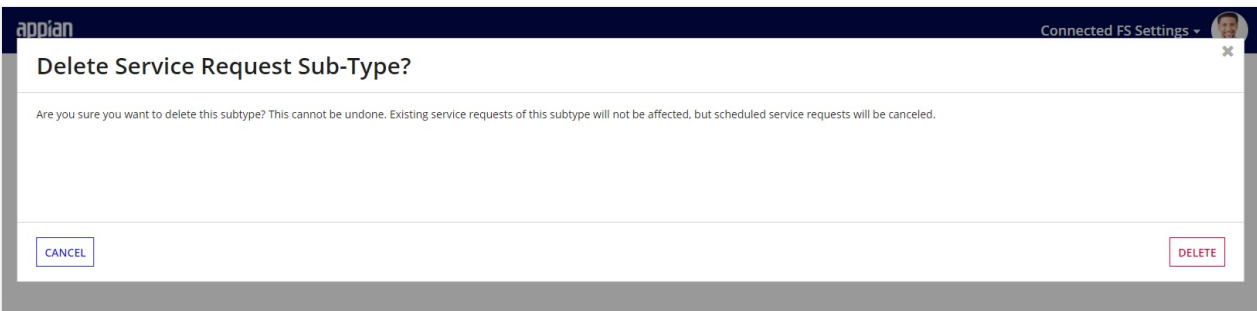 appian
Connected FS Settings
Delete Service Request Sub-Type?
Are you sure you want to delete this subtype? This cannot be undone. Existing service requests of this subtype will not be affected, but scheduled service requests will be canceled.
CANCEL
DELETE